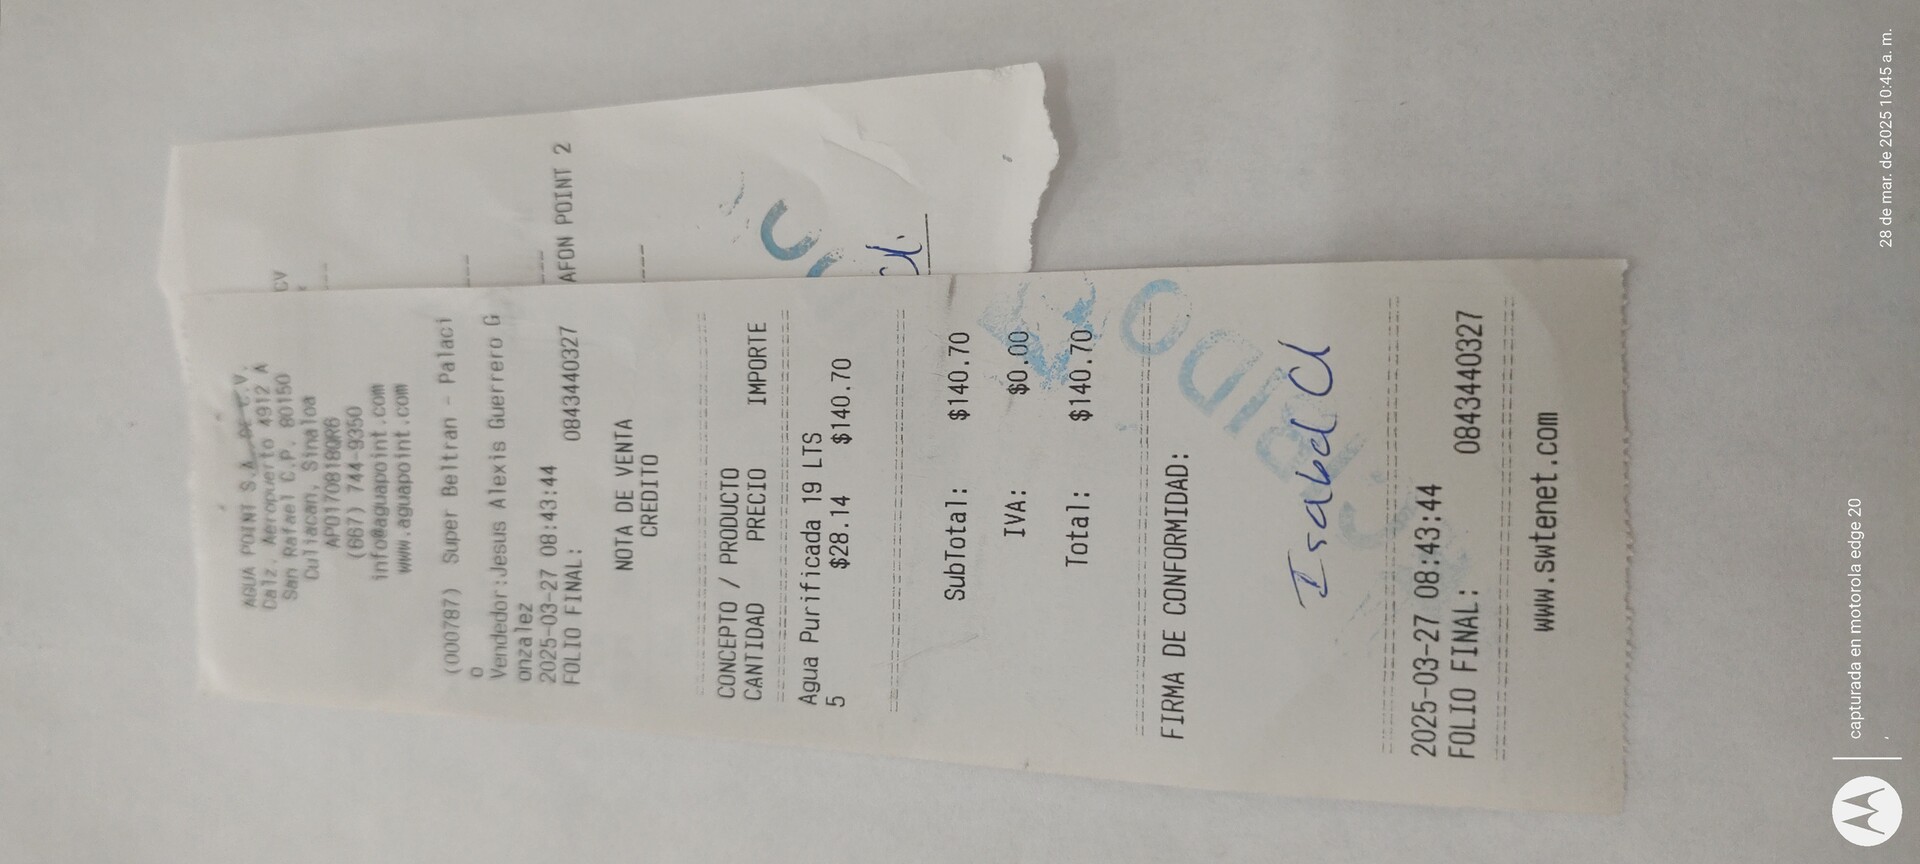 AGUA POINT S.A. DE C.V.
Calz. Aeropuerto 4912 A
San Rafael C.P. 80150
Culiacan, Sinaloa
APO170818QR6
(667) 744-9350
info@aguapoint.com
www.aguapoint.com
(000787) Super Beltran - Palaci
o
Vendedor:Jesus Alexis Guerrero G
onzalez
2025-03-27 08:43:44
FOLIO FINAL: 0843440327
NOTA DE VENTA
CREDITO
CONCEPTO / PRODUCTO
CANTIDAD PRECIO IMPORTE
Agua Purificada 19 LTS
5 $28.14 $140.70
SubTotal: $140.70
IVA: $0.00
Total: $140.70
FIRMA DE CONFORMIDAD:
Isabel Cl
2025-03-27 08:43:44
FOLIO FINAL: 0843440327
www.swtenet.com
CV
AFON POINT 2
capturada en motorola edge 20
28 de mar. de 2025 10:45 a. m.